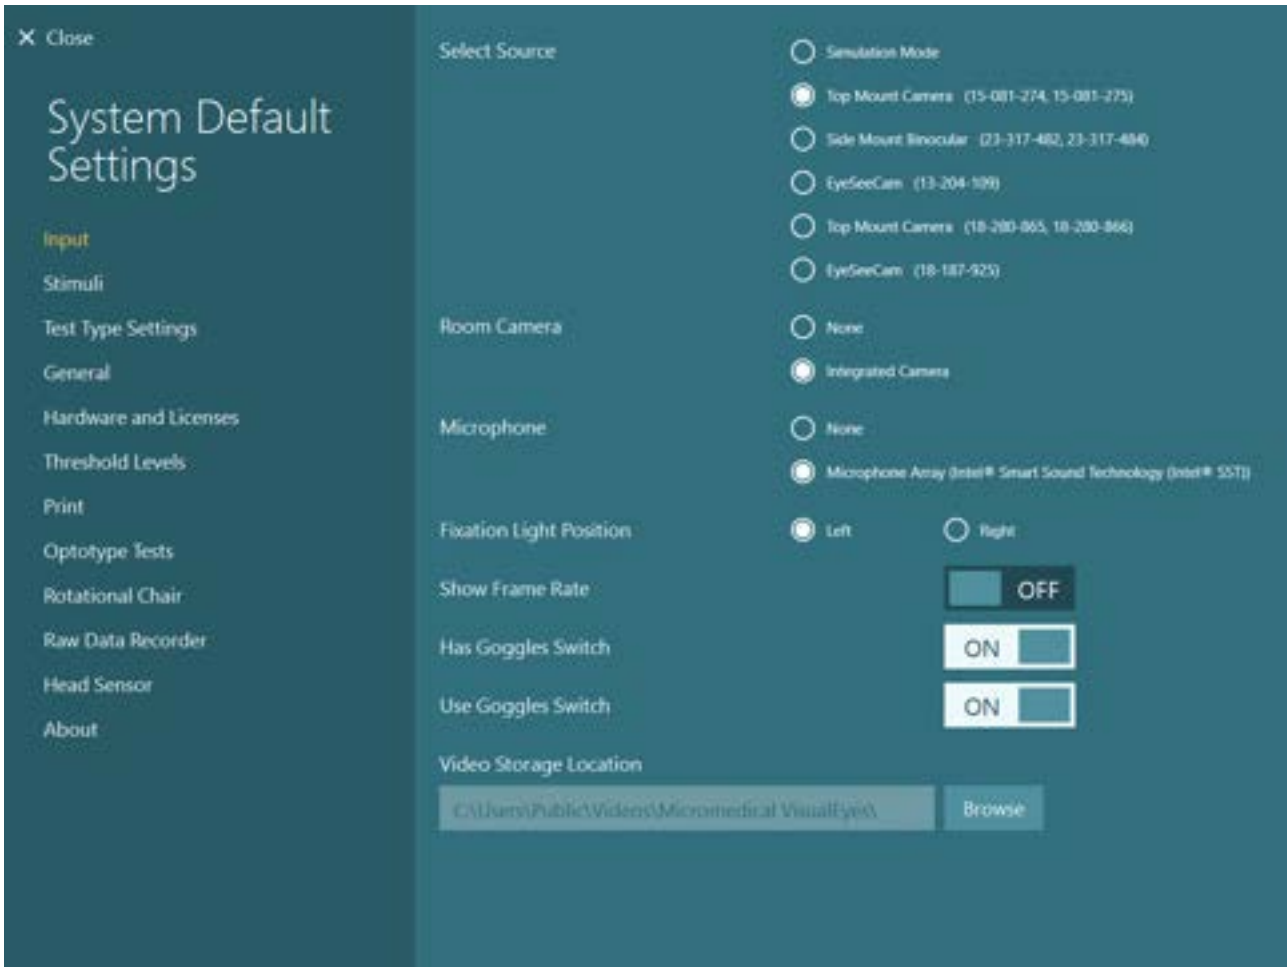 Close
System Default
Settings
Input
Stimuli
Test Type Settings
General
Hardware and Licenses
Threshold Levels
Print
Optotype Tests
Rotational Chair
Raw Data Recorder
Head Sensor
About
Select Source
Simulation Mode
Top Mount Camera (15-081-274, 15-081-275)
Side Mount Binocular (23-317-482, 23-317-484)
EyeSeeCam (13-204-109)
Top Mount Camera (18-280-865, 18-280-866)
EyeSeeCam (18-187-925)
Room Camera
None
Integrated Camera
Microphone
None
Microphone Array (Intel® Smart Sound Technology (Intel® SST))
Fixation Light Position
Left Right
Show Frame Rate
OFF
Has Goggles Switch
ON
Use Goggles Switch
ON
Video Storage Location
C:\Users\Public\Videos\Micromedical VisualEyes\
Browse